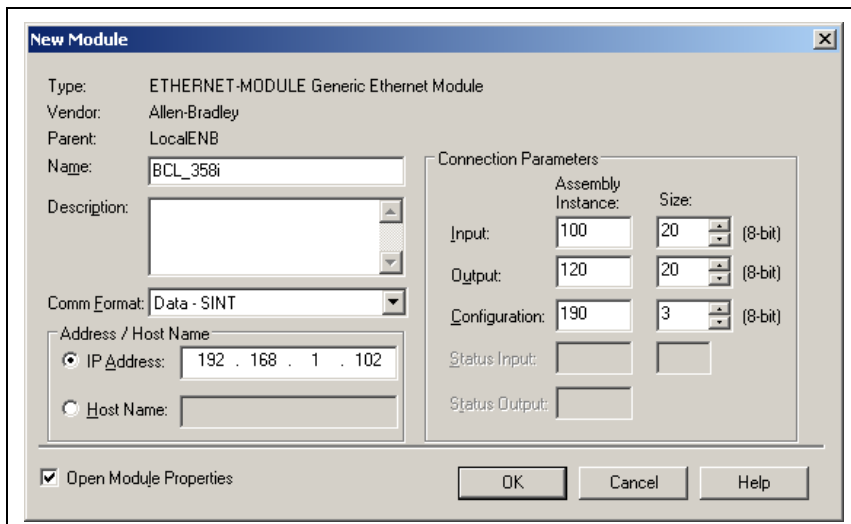 New Module
Type: ETHERNET-MODULE Generic Ethernet Module
Vendor: Allen-Bradley
Parent: LocalENB
Name: BCL_358i
Description:
Comm Format: Data - SINT
Address / Host Name
IP Address: 192 . 168 . 1 . 102
Host Name:
Connection Parameters
Assembly
Instance: Size:
Input: 100 20 (8-bit)
Output: 120 20 (8-bit)
Configuration: 190 3 (8-bit)
Status Input:
Status Output:
Open Module Properties
OK Cancel Help